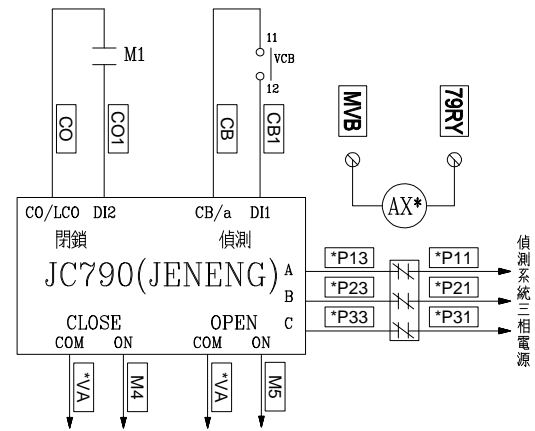 M1
11
VCB
12
CO
CO1
CB
CB1
MVB
79RY
AX*
CO/LCO DI2 CB/a DI1
閉鎖 偵測
JC790(JENENG)
A
B
C
*P13 *P11
*P23 *P21
*P33 *P31
偵測系統三相電源
CLOSE OPEN
COM ON COM ON
*VA M4 *VA M5